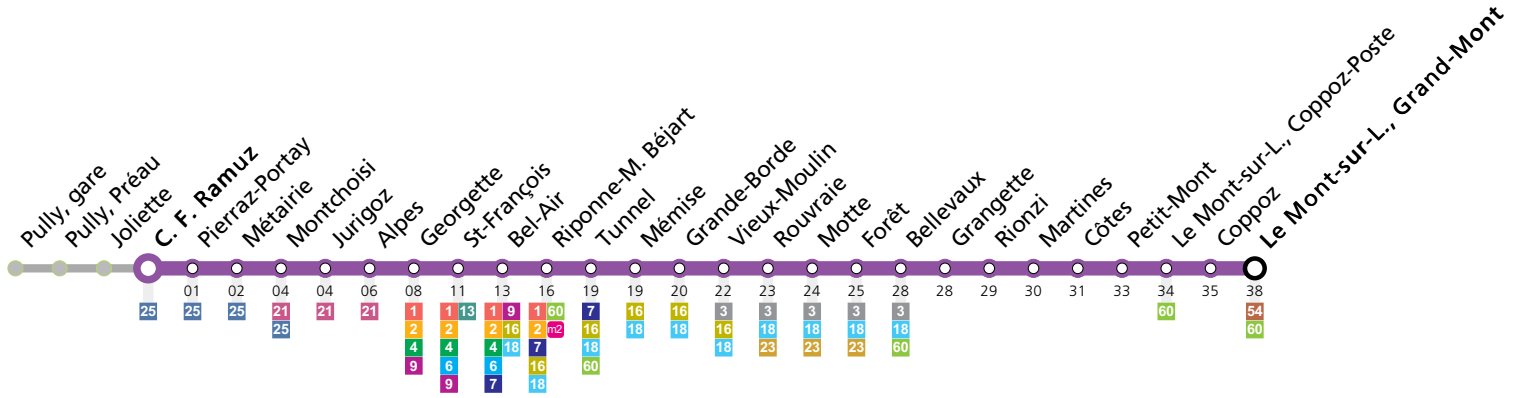 Pully, gare
Pully, Préau
Joliette
C. F. Ramuz
Pierraz-Portay
Métairie
Montchoisi
Jurigoz
Alpes
Georgette
St-François
Bel-Air
Riponne-M. Béjart
Tunnel
Mémise
Grande-Borde
Vieux-Moulin
Rouvraie
Motte
Forêt
Bellevaux
Grangette
Rionzi
Martines
Côtes
Petit-Mont
Le Mont-sur-L., Coppoz-Poste
Coppoz
Le Mont-sur-L., Grand-Mont
01 02 04 04 06 08 11 13 16 19 19 20 22 23 24 25 28 28 29 30 31 33 34 35 38
25 25 25 21 21 21 1 1 13 1 9 1 60 7 16 16 3 3 3 3 3 60 54
25 2 2 2 16 2 m2 16 18 18 16 18 18 18 18 60
4 4 4 18 7 18 18 23 23 23 60
9 6 6 16 60
9 7 18